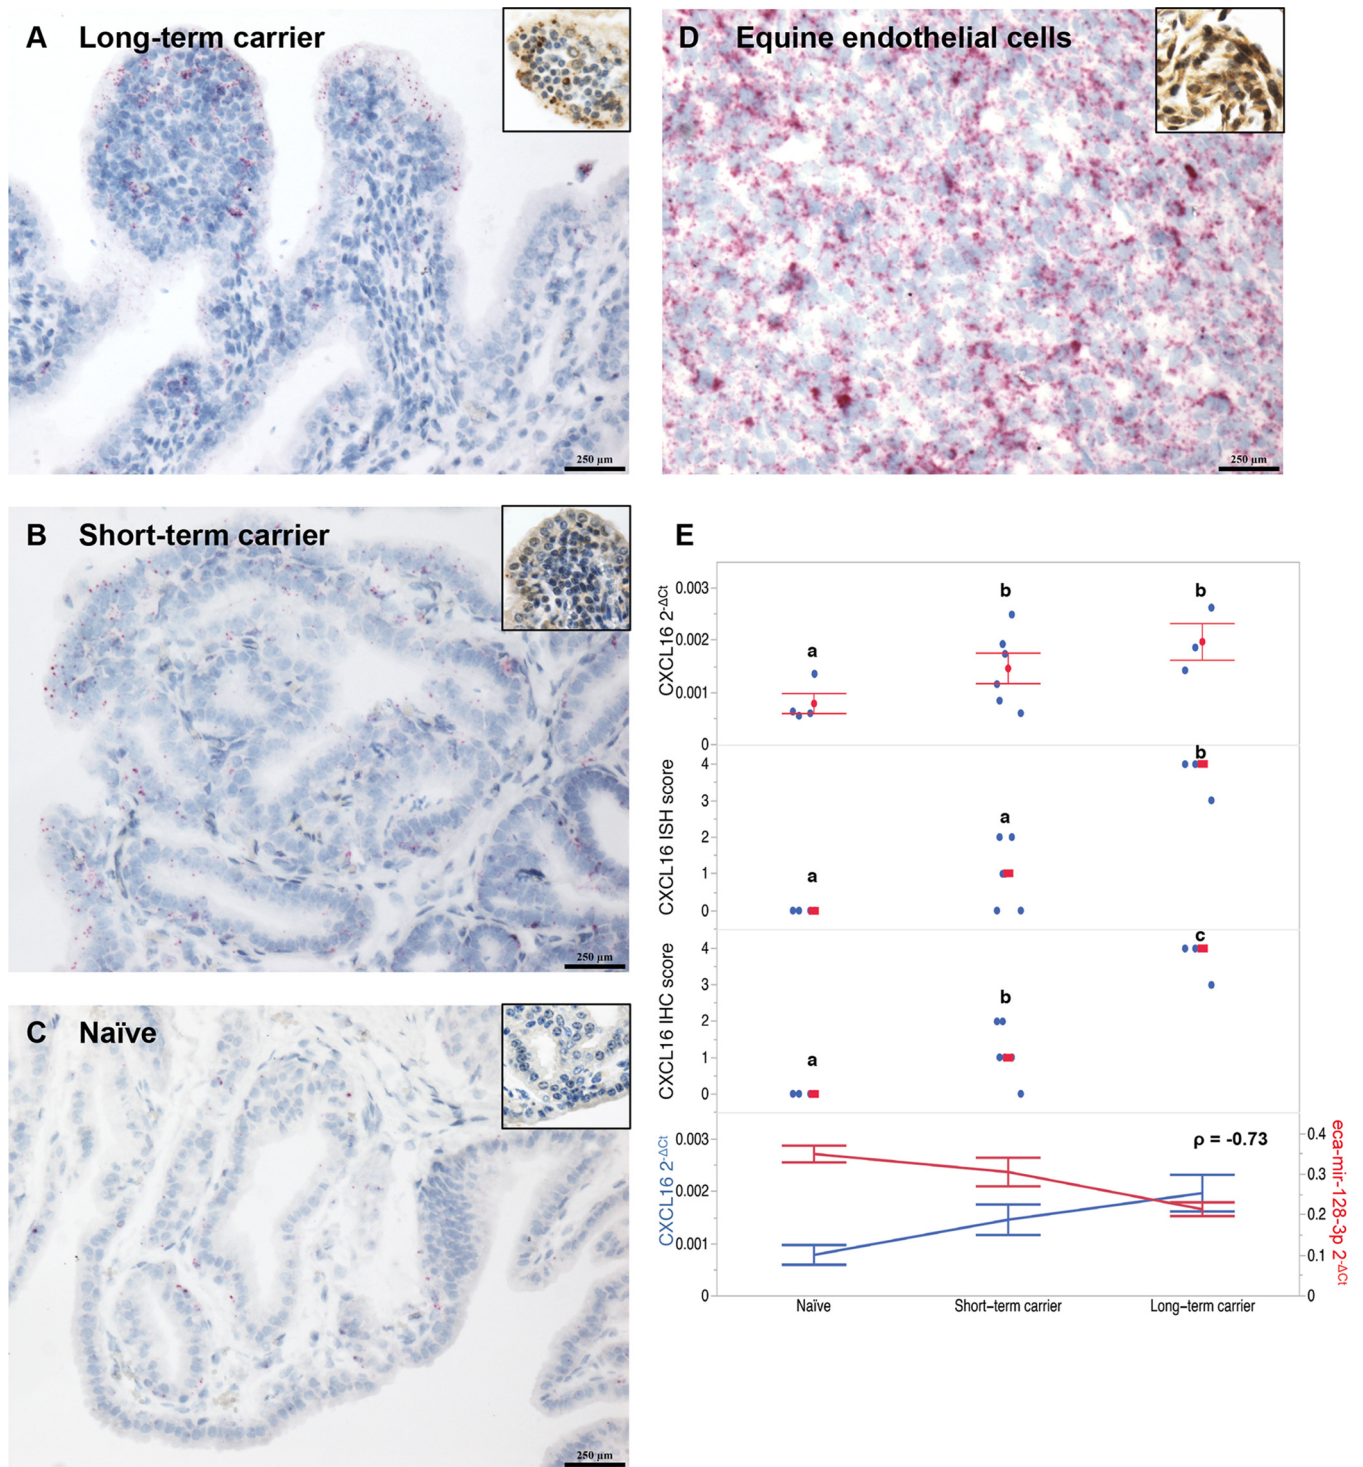 A Long-term carrier
250 µm
D Equine endothelial cells
250 µm
B Short-term carrier
250 µm
C Naïve
250 µm
E
CXCL16 2-ΔCt
0.003
0.002
0.001
0
a
b
b
CXCL16 ISH score
4
3
2
1
0
a
a
b
CXCL16 IHC score
4
3
2
1
0
a
b
c
CXCL16 2-ΔCt
0.003
0.002
0.001
0
ρ = -0.73
0.4
0.3
0.2
0.1
0
eca-mir-128-3p 2-ΔCt
Naïve
Short–term carrier
Long–term carrier